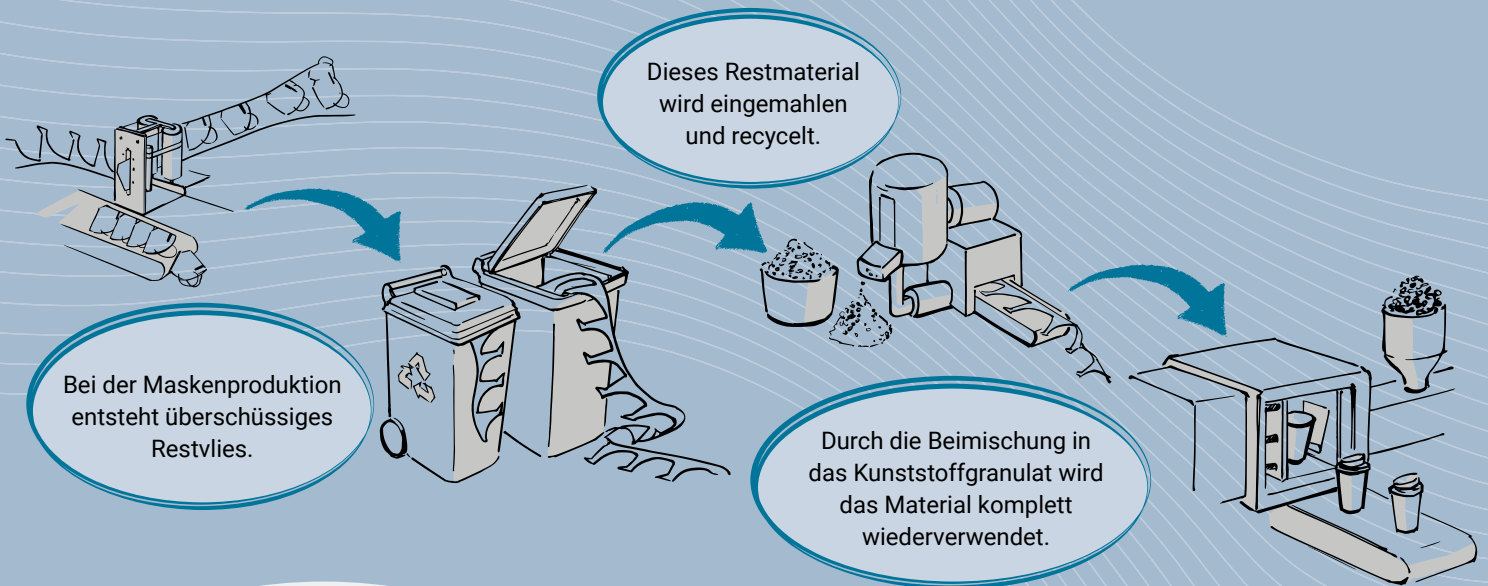 Dieses Restmaterial
wird eingemahlen
und recycelt.
Bei der Maskenproduktion
entsteht überschüssiges
Restvlies.
Durch die Beimischung in
das Kunststoffgranulat wird
das Material komplett
wiederverwendet.